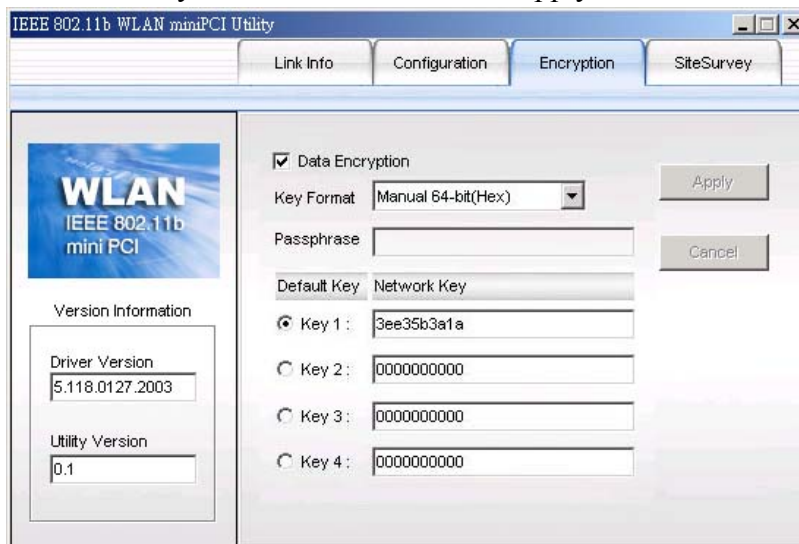 IEEE 802.11b WLAN miniPCI Utility
Link Info Configuration Encryption SiteSurvey
WLAN
IEEE 802.11b
mini PCI
Version Information
Driver Version
5.118.0127.2003
Utility Version
0.1
Data Encryption
Key Format Manual 64-bit(Hex)
Passphrase
Default Key Network Key
Key 1 : 3ee35b3a1a
Key 2 : 0000000000
Key 3 : 0000000000
Key 4 : 0000000000
Apply
Cancel